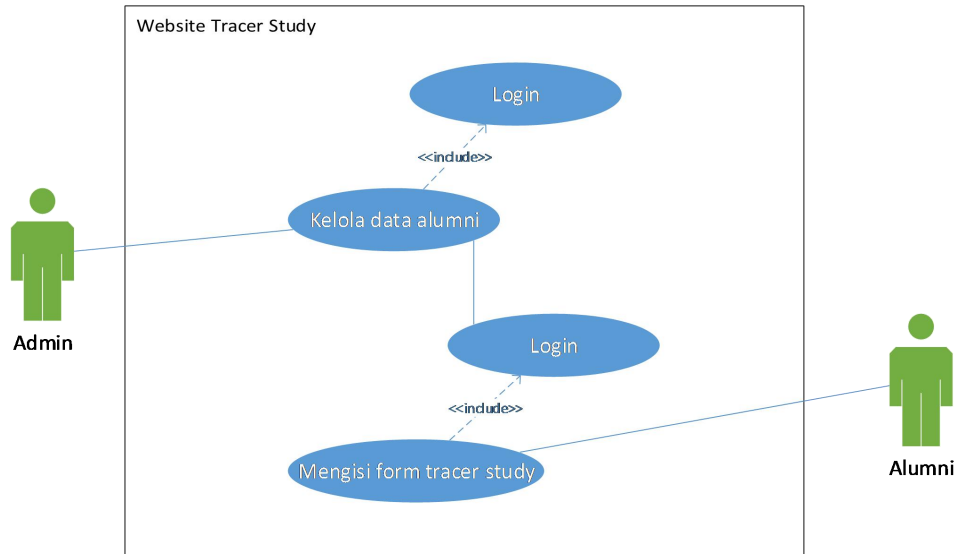 Website Tracer Study
Login
<<include>>
Kelola data alumni
Admin
Login
<<include>>
Mengisi form tracer study
Alumni